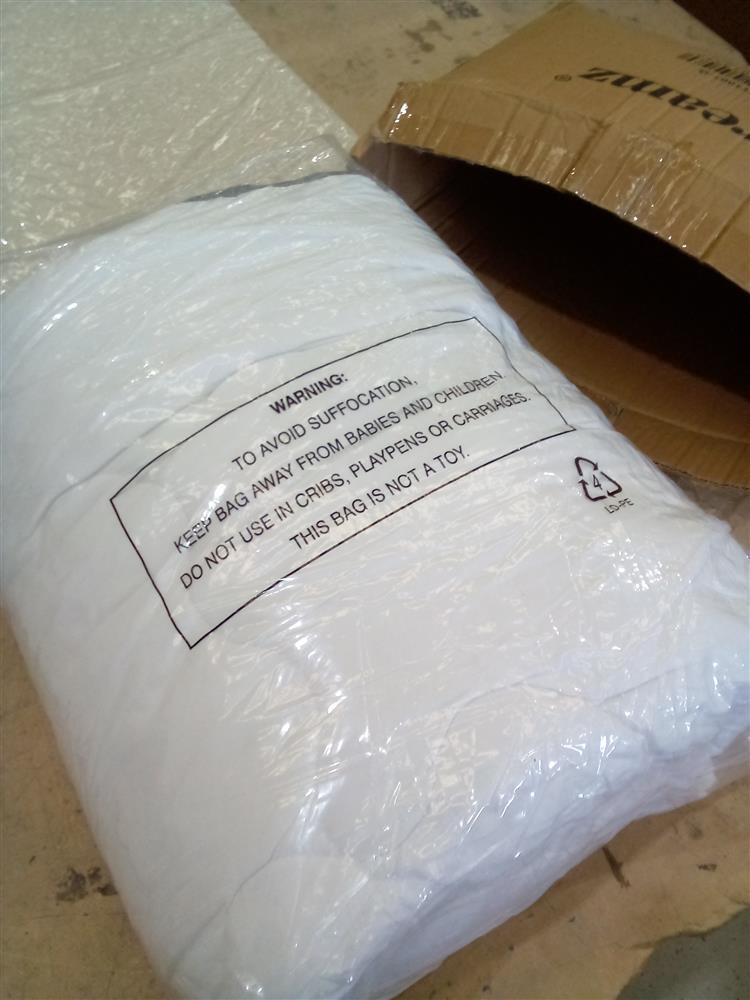 WARNING:
TO AVOID SUFFOCATION,
KEEP BAG AWAY FROM BABIES AND CHILDREN.
DO NOT USE IN CRIBS, PLAYPENS OR CARRIAGES.
THIS BAG IS NOT A TOY.
4
LD-PE
reamz®